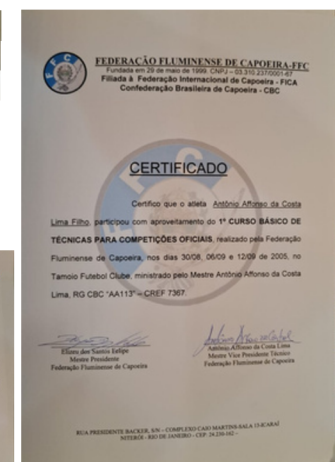 FFC
FEDERAÇÃO FLUMINENSE DE CAPOEIRA-FFC
Fundada em 29 de maio de 1999. CNPJ – 03.310.237/0001-67
Filiada à Federação Internacional de Capoeira - FICA
Confederação Brasileira de Capoeira - CBC
CERTIFICADO
Certifico que o atleta Antônio Affonso da Costa
Lima Filho, participou com aproveitamento do 1º CURSO BÁSICO DE
TÉCNICAS PARA COMPETIÇÕES OFICIAIS, realizado pela Federação
Fluminense de Capoeira, nos dias 30/08, 06/09 e 12/09 de 2005, no
Tamoio Futebol Clube, ministrado pelo Mestre Antônio Affonso da Costa
Lima, RG CBC "AA113" – CREF 7367.
dos Santos Felipe
Mestre Presidente
Federação Fluminense de Capoeira
Antônio Affonso da Costa Lima
Mestre Vice Presidente Técnico
Federação Fluminense de Capoeira
RUA PRESIDENTE BACKER, S/N – COMPLEXO CAIO MARTINS-SALA 13-ICARAÍ
NITERÓI - RIO DE JANEIRO - CEP: 24.230-162 –